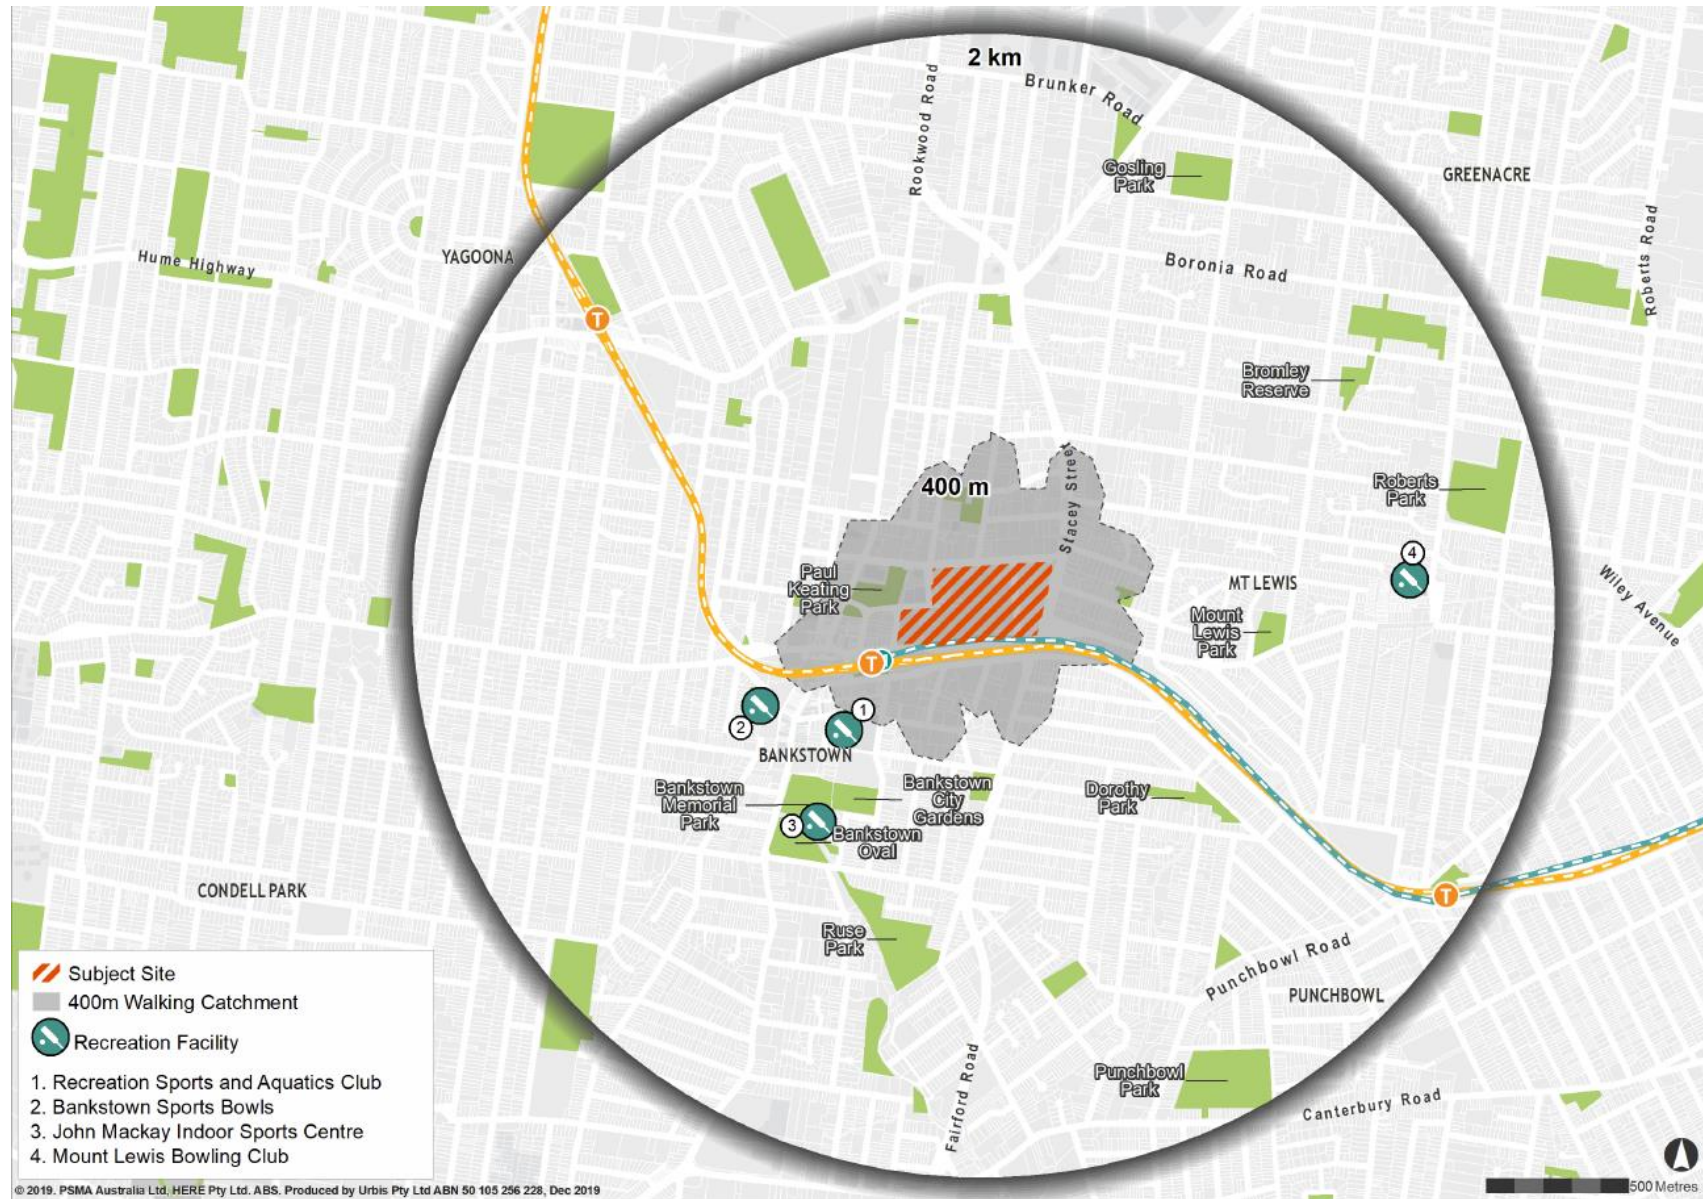 2 km
Brunker Road
Rookwood Road
Gosling
Park
GREENACRE
Roberts Road
YAGOONA
Hume Highway
Boronia Road
T
Bromley
Reserve
400 m
Stacey Street
Roberts
Park
4
Paul
Keating
Park
MT LEWIS
Wiley Avenue
Mount
Lewis
Park
T
1
2
BANKSTOWN
Bankstown
Memorial
Park
Bankstown
City
Gardens
Dorothy
Park
3
Bankstown
Oval
CONDELL PARK
T
Ruse
Park
Punchbowl Road
PUNCHBOWL
Fairford Road
Punchbowl
Park
Canterbury Road
Subject Site
400m Walking Catchment
Recreation Facility
1. Recreation Sports and Aquatics Club
2. Bankstown Sports Bowls
3. John Mackay Indoor Sports Centre
4. Mount Lewis Bowling Club
500 Metres
© 2019. PSMA Australia Ltd, HERE Pty Ltd. ABS. Produced by Urbis Pty Ltd ABN 50 105 256 228, Dec 2019